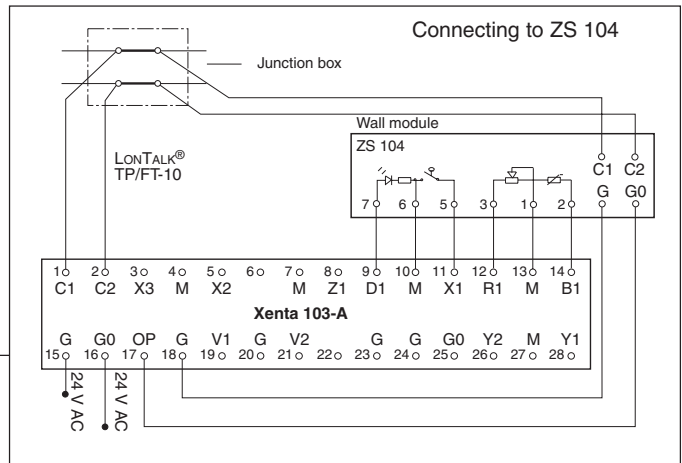 Connecting to ZS 104
Junction box
LONTALK®
TP/FT-10
Wall module
ZS 104
C1 C2
G G0
7 6 5 3 1 2
1 2 3 4 5 6 7 8 9 10 11 12 13 14
C1 C2 X3 M X2 M Z1 D1 M X1 R1 M B1
Xenta 103-A
G G0 OP G V1 G V2 G G G0 Y2 M Y1
15 16 17 18 19 20 21 22 23 24 25 26 27 28
24 V AC
24 V AC